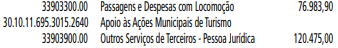 33903300.00 Passagens e Despesas com Locomoção 76.983,90
30.10.11.695.3015.2640 Apoio às Ações Municipais de Turismo
33903900.00 Outros Serviços de Terceiros - Pessoa Jurídica 120.475,00